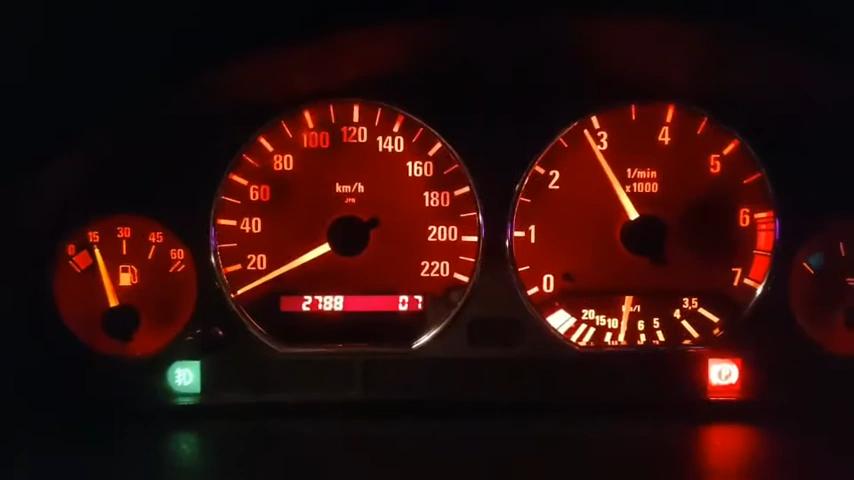 0 15 30 45 60
20 40 60 80 100 120 140 160 180 200 220
km/h
JPN
2788 07
0 1 2 3 4 5 6 7
1/min
x1000
20 15 10 8 6 5 4 3,5